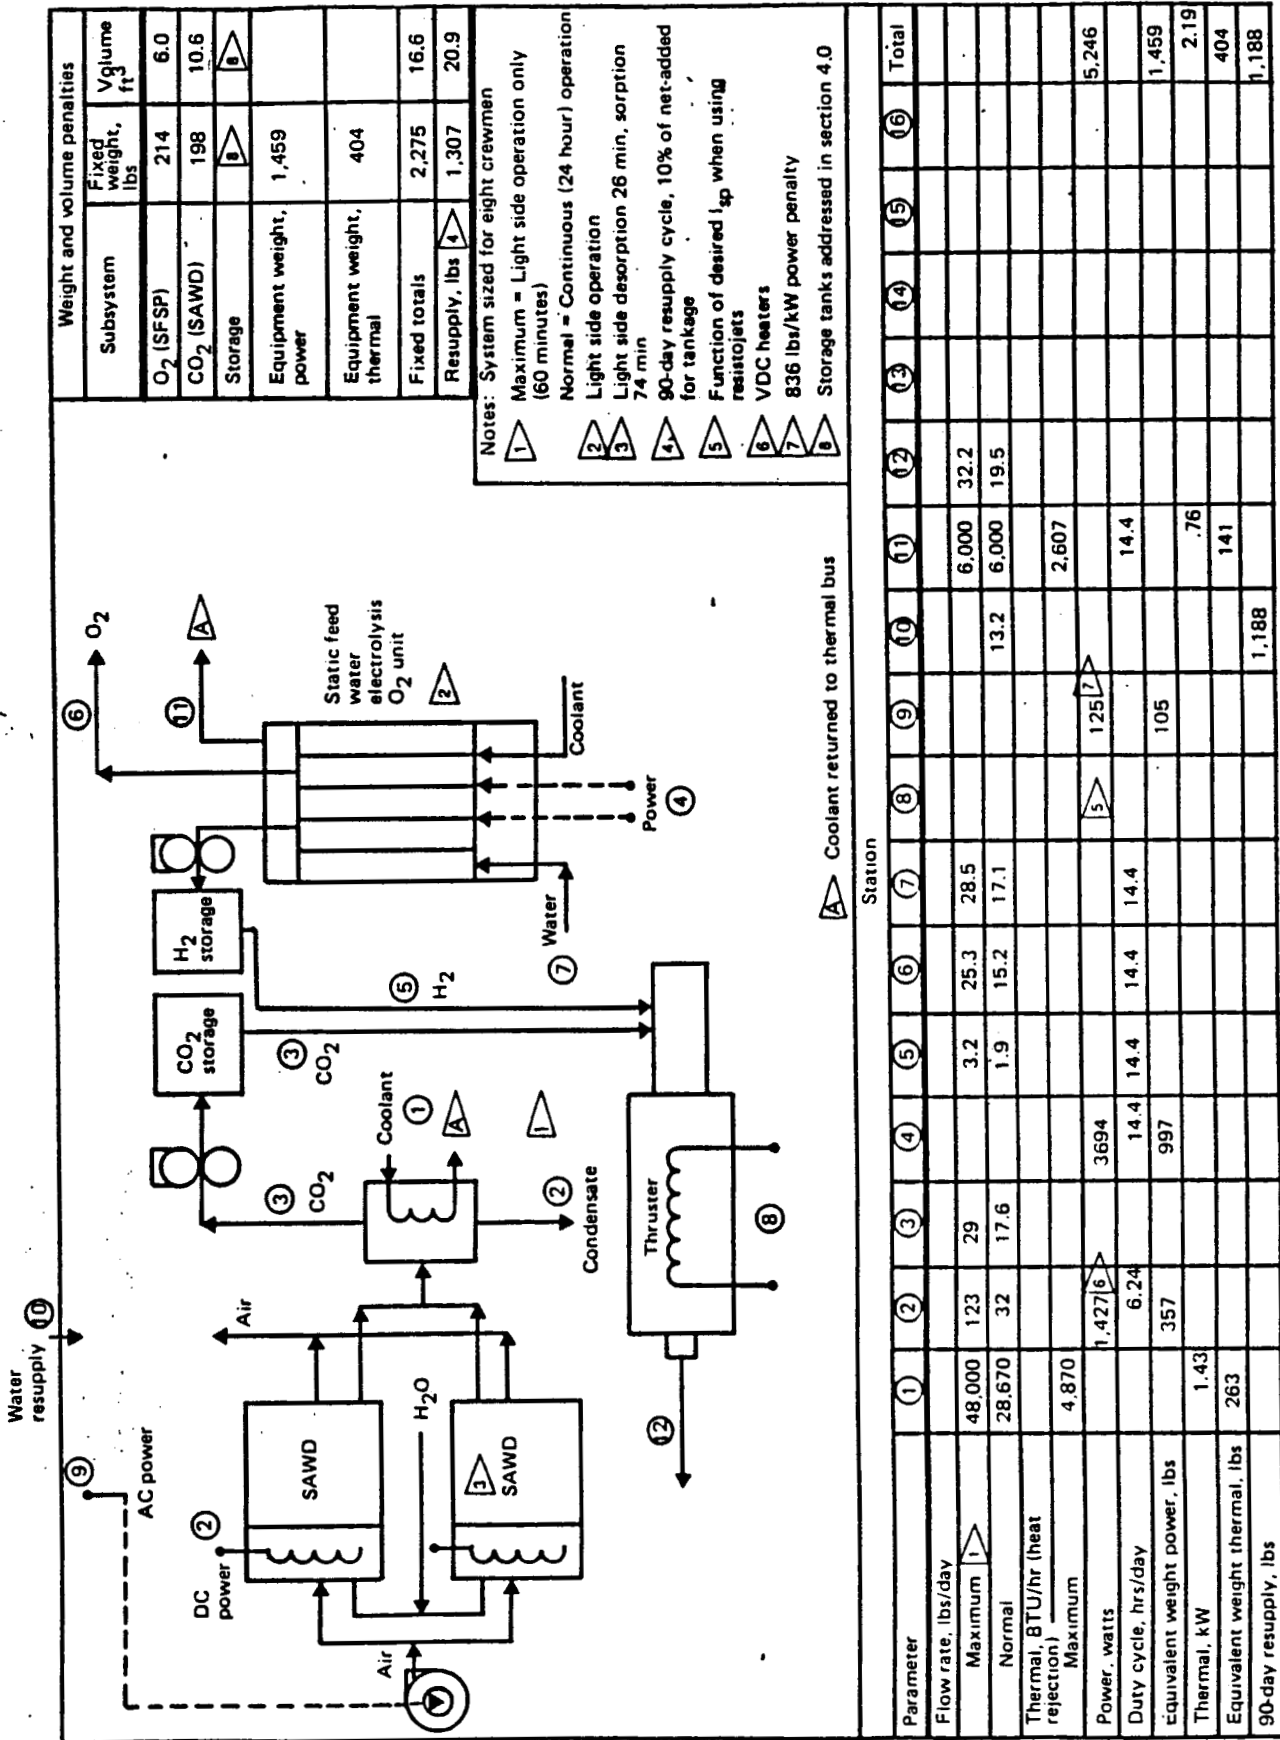 Water
resupply 10
9
AC power
DC
power
2
SAWD
3
SAWD
Air
H2O
Air
3
CO2
Coolant
1
A
1
2
Condensate
CO2
storage
H2
storage
3
CO2
5
H2
6
O2
11
A
Static feed
water
electrolysis
O2 unit
2
Coolant
Water
7
Power
4
Thruster
8
12
A Coolant returned to thermal bus
Weight and volume penalties
Subsystem Fixed weight, lbs Volume ft3
O2 (SFSP) 214 6.0
CO2 (SAWD) 198 10.6
Storage 8 8
Equipment weight, power 1,459
Equipment weight, thermal 404
Fixed totals 2,275 16.6
Resupply, lbs 4 1,307 20.9
Notes: System sized for eight crewmen
1 Maximum = Light side operation only
(60 minutes)
Normal = Continuous (24 hour) operation
2 Light side operation
3 Light side desorption 26 min, sorption
74 min
4 90-day resupply cycle, 10% of net-added
for tankage
5 Function of desired Isp when using
resistojets
6 VDC heaters
7 836 lbs/kW power penalty
8 Storage tanks addressed in section 4.0
Station
Parameter 1 2 3 4 5 6 7 8 9 10 11 12 13 14 15 16 Total
Flow rate, lbs/day
Maximum 1 48,000 123 29 3.2 25.3 28.5 6,000 32.2
Normal 28,670 32 17.6 1.9 15.2 17.1 13.2 6,000 19.5
Thermal, BTU/hr (heat
rejection)
Maximum 4,870 2,607
Power, watts 1,427 6 3694 5 125 7 5,246
Duty cycle, hrs/day 6.24 14.4 14.4 14.4 14.4 14.4
Equivalent weight power, lbs 357 997 105 1,459
Thermal, kW 1.43 .76 2.19
Equivalent weight thermal, lbs 263 141 404
90-day resupply, lbs 1,188 1,188